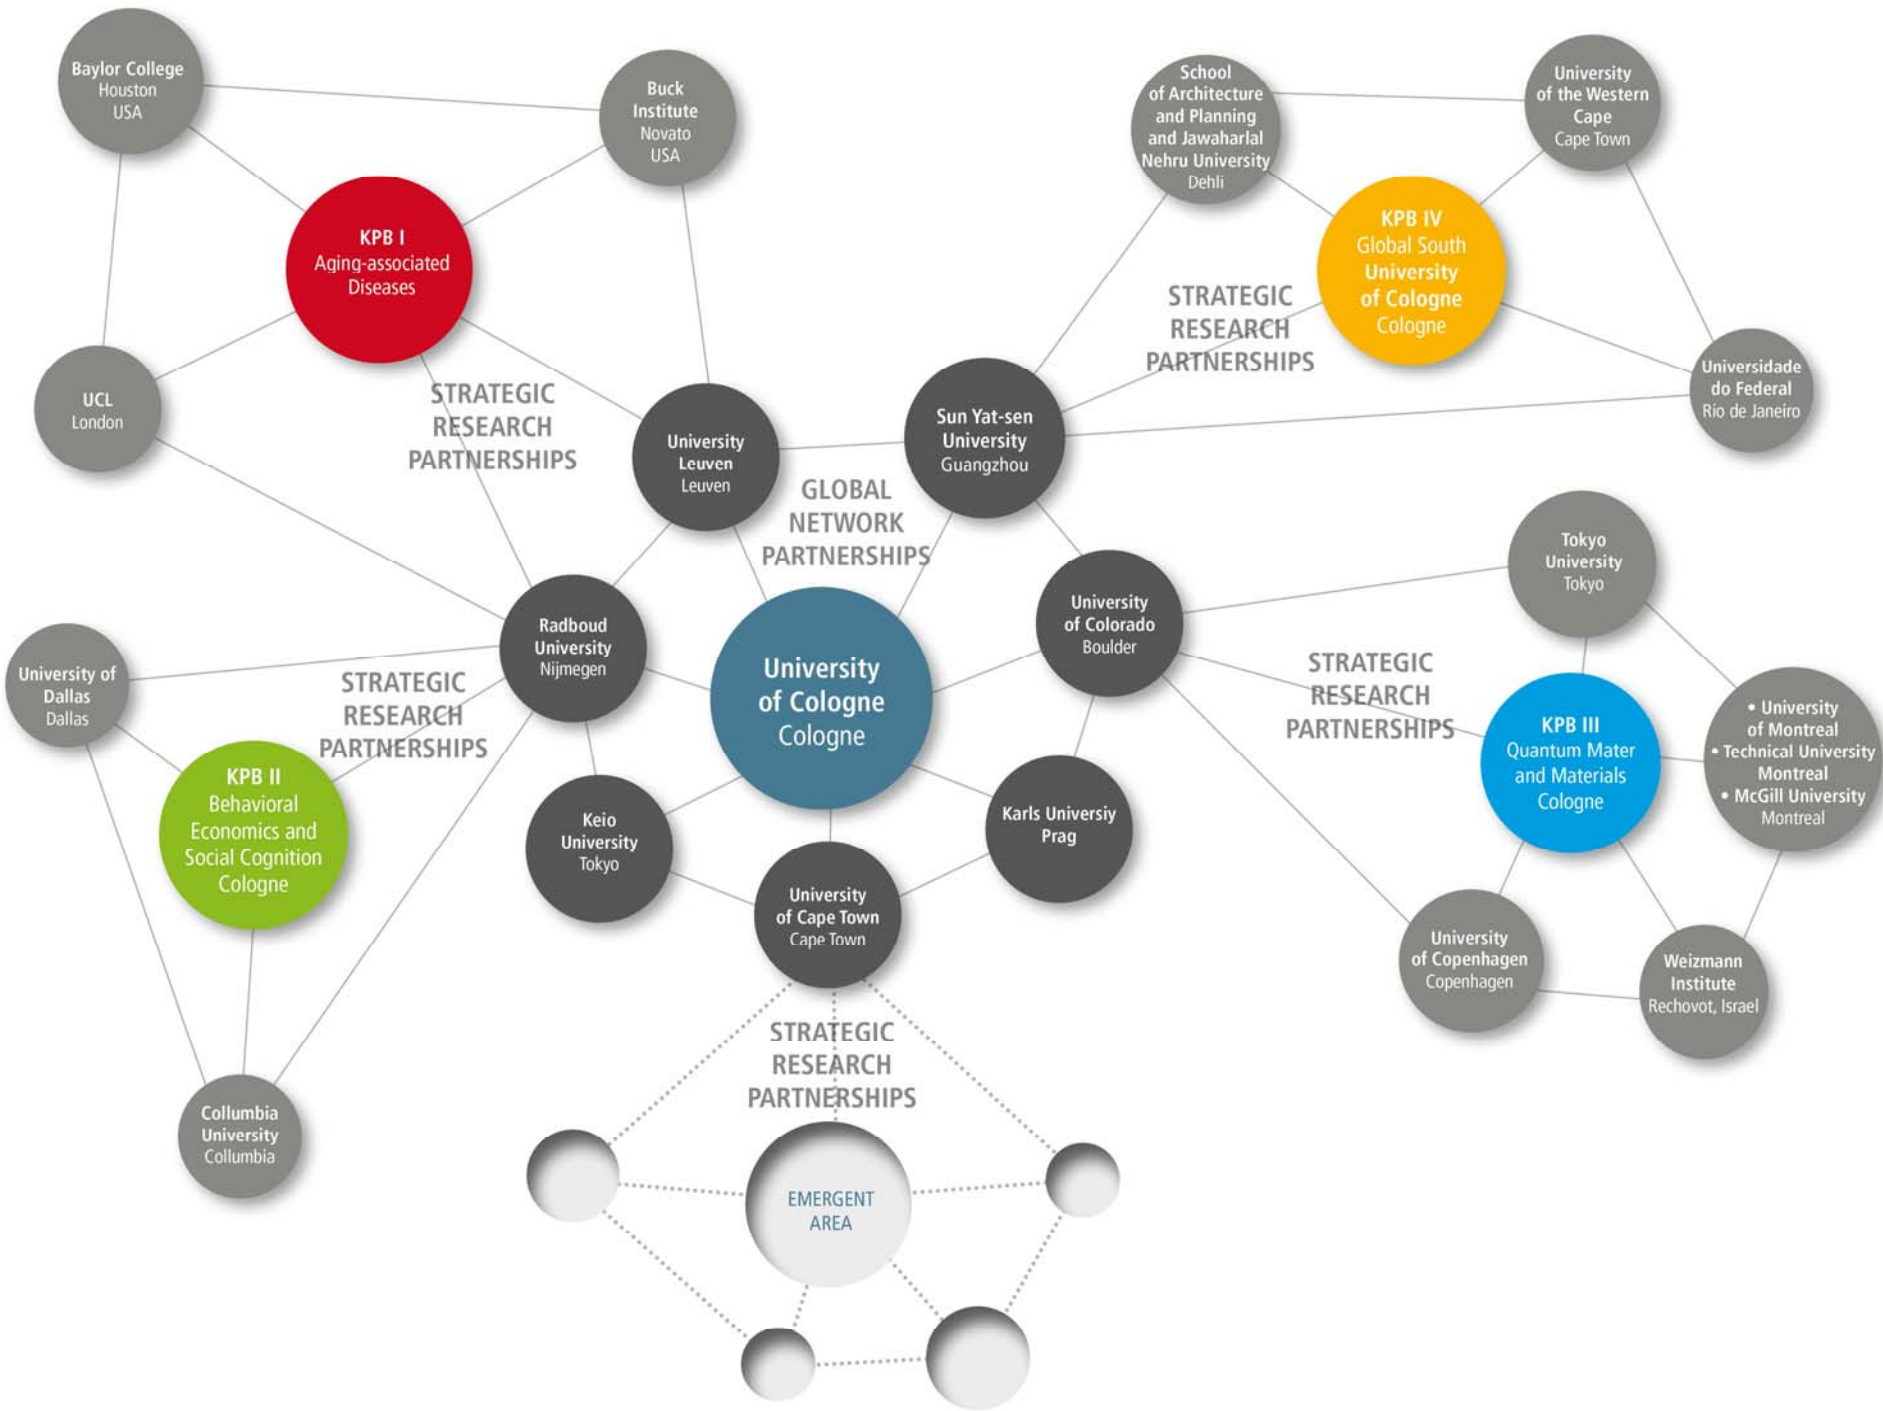 Baylor College
Houston
USA
Buck
Institute
Novato
USA
KPB I
Aging-associated
Diseases
UCL
London
STRATEGIC
RESEARCH
PARTNERSHIPS
University
Leuven
Leuven
School
of Architecture
and Planning
and Jawaharlal
Nehru University
Dehli
University
of the Western
Cape
Cape Town
KPB IV
Global South
University
of Cologne
Cologne
STRATEGIC
RESEARCH
PARTNERSHIPS
Universidade
do Federal
Rio de Janeiro
Sun Yat-sen
University
Guangzhou
GLOBAL
NETWORK
PARTNERSHIPS
Radboud
University
Nijmegen
University
of Cologne
Cologne
University
of Colorado
Boulder
Tokyo
University
Tokyo
STRATEGIC
RESEARCH
PARTNERSHIPS
KPB III
Quantum Mater
and Materials
Cologne
• University
of Montreal
• Technical University
Montreal
• McGill University
Montreal
University
of Copenhagen
Copenhagen
Weizmann
Institute
Rechovot, Israel
University of
Dallas
Dallas
STRATEGIC
RESEARCH
PARTNERSHIPS
KPB II
Behavioral
Economics and
Social Cognition
Cologne
Collumbia
University
Collumbia
Keio
University
Tokyo
Karls Universiy
Prag
University
of Cape Town
Cape Town
STRATEGIC
RESEARCH
PARTNERSHIPS
EMERGENT
AREA